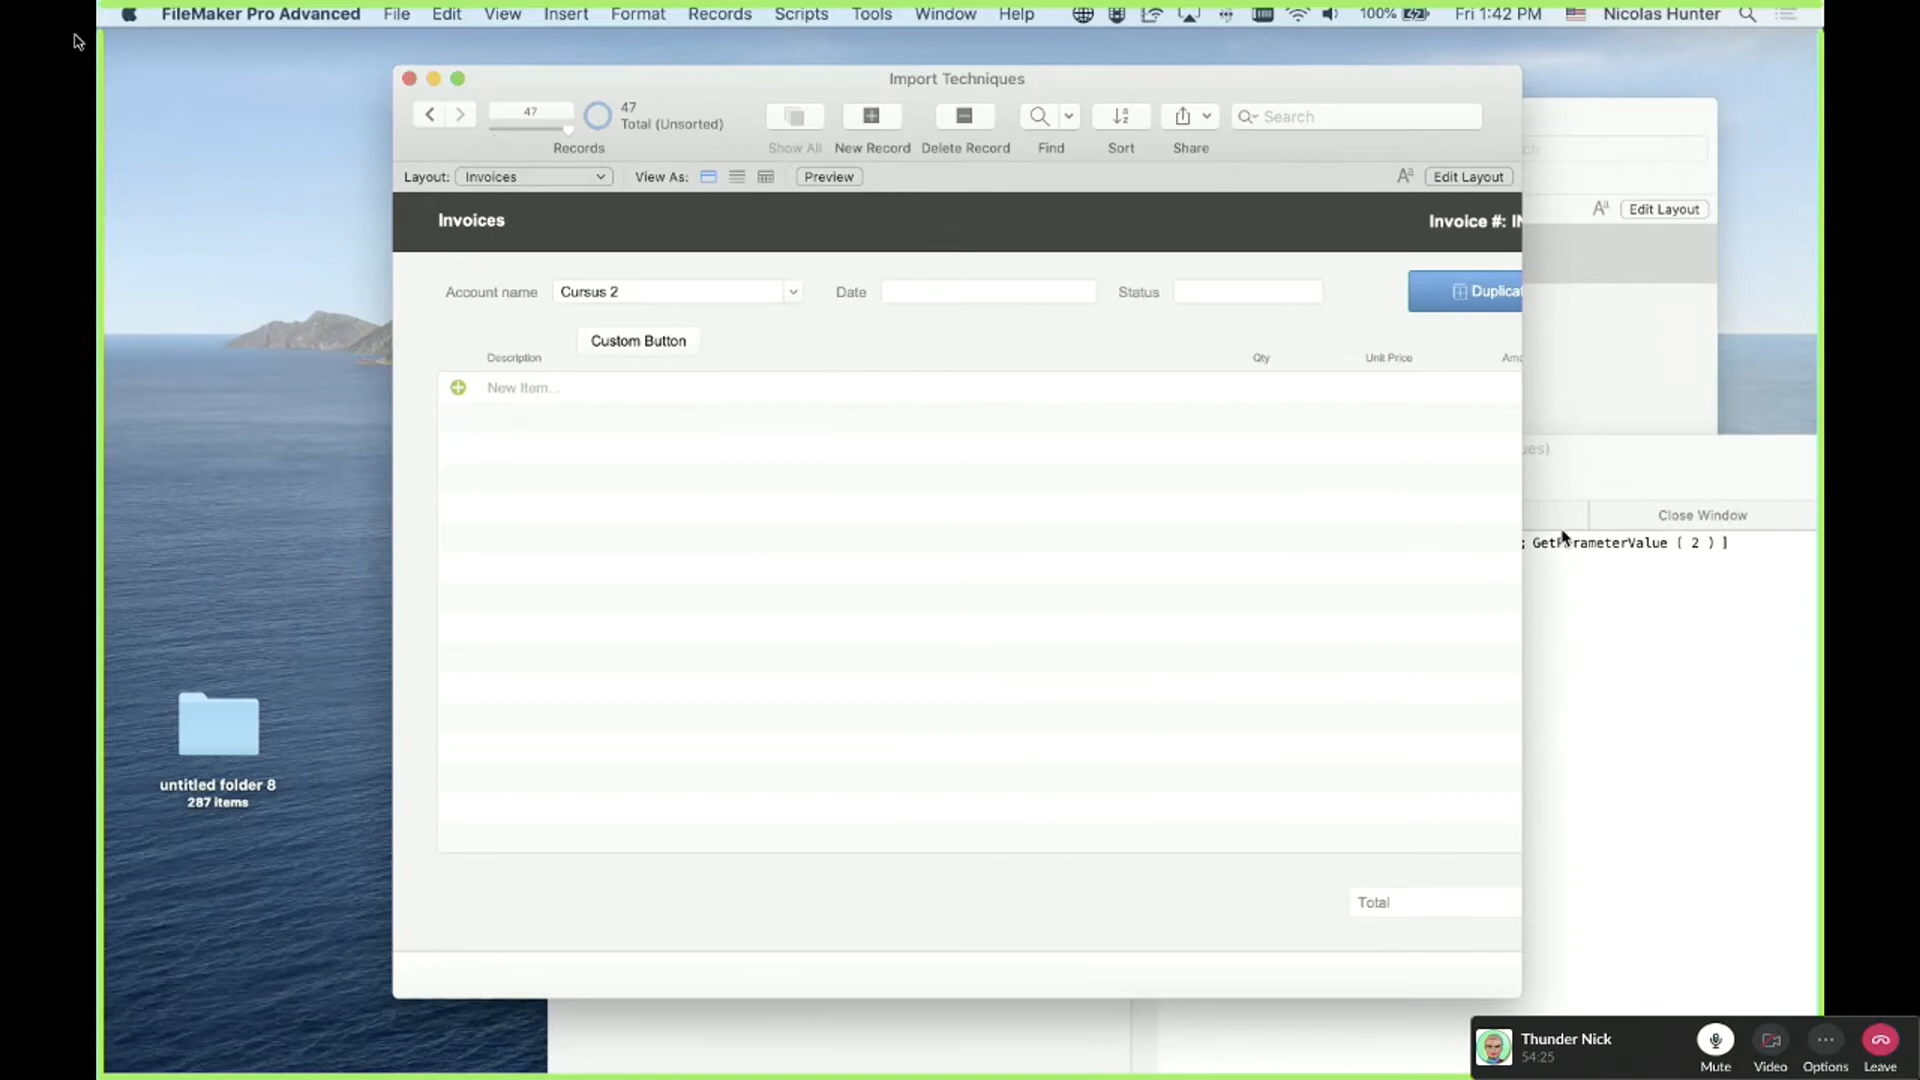 FileMaker Pro Advanced File Edit View Insert Format Records Scripts Tools Window Help 100% Fri 1:42 PM Nicolas Hunter
Import Techniques
47
47
Total (Unsorted)
Search
Records Show All New Record Delete Record Find Sort Share
Layout: Invoices View As: Preview Aª Edit Layout
Aª Edit Layout
Invoices Invoice #:
Account name Cursus 2 Date Status
Custom Button
Description Qty Unit Price
New Item...
Close Window
; GetParameterValue ( 2 ) ]
untitled folder 8
287 items
Total
Thunder Nick
54:25
Mute Video Options Leave